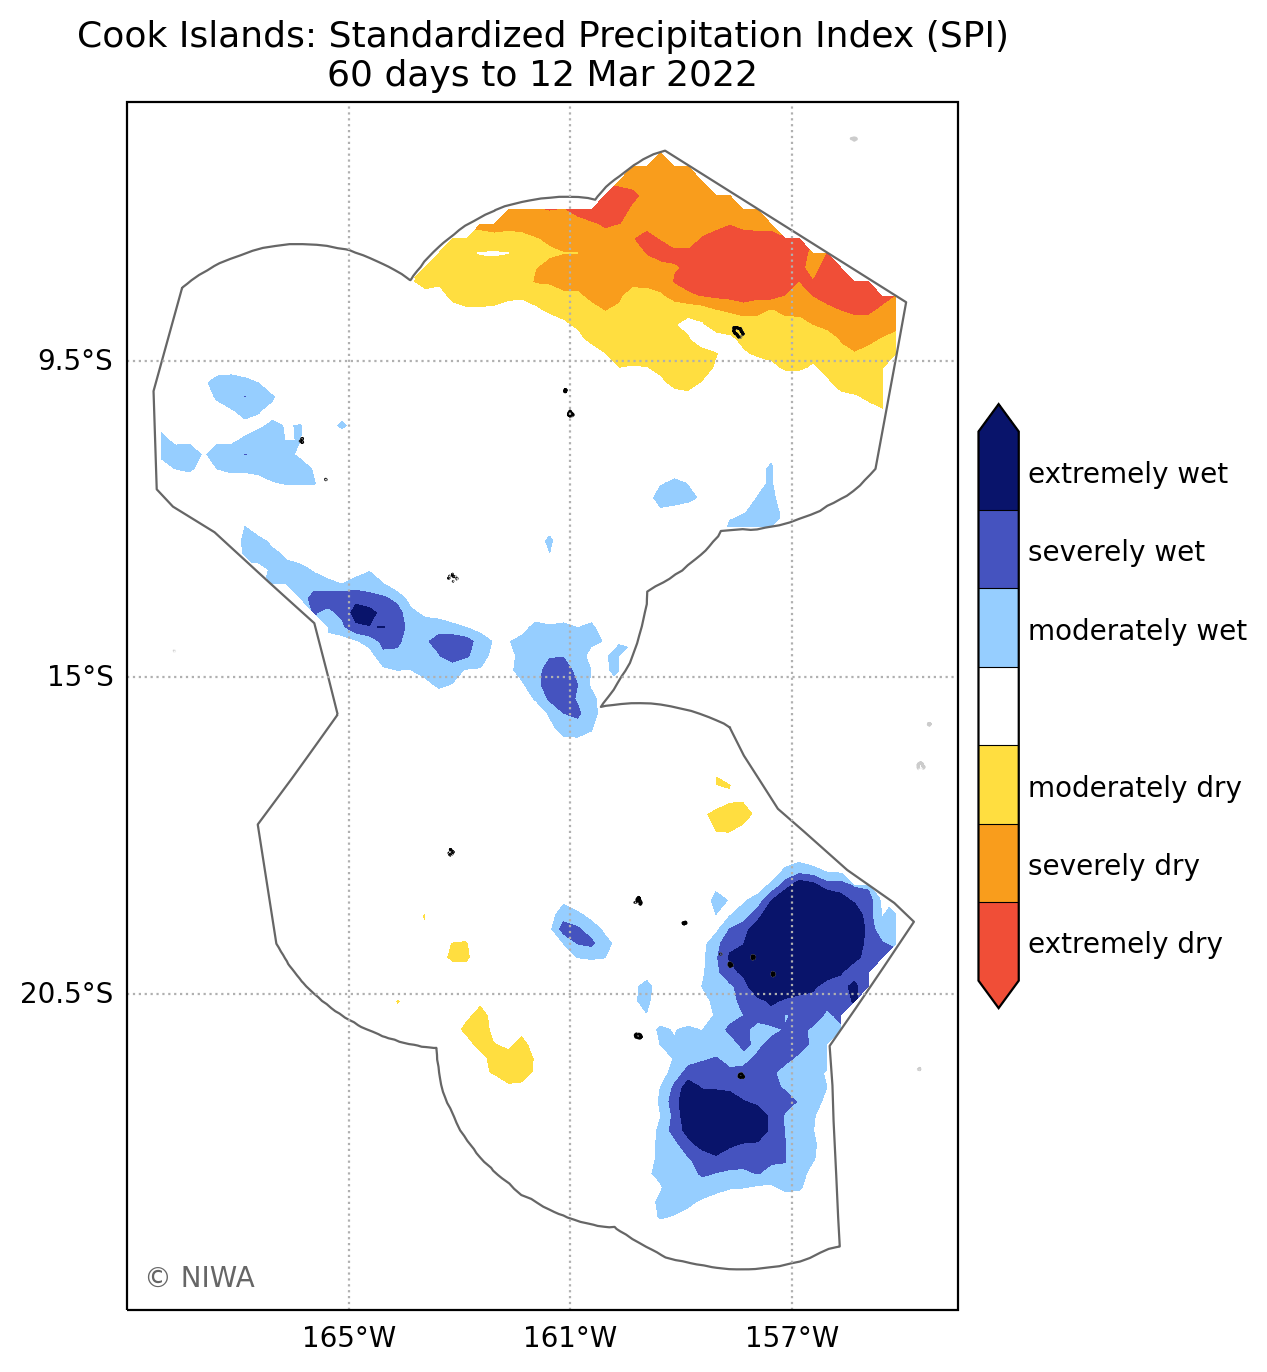 Cook Islands: Standardized Precipitation Index (SPI)
60 days to 12 Mar 2022
9.5°S
15°S
20.5°S
165°W
161°W
157°W
extremely wet
severely wet
moderately wet
moderately dry
severely dry
extremely dry
© NIWA